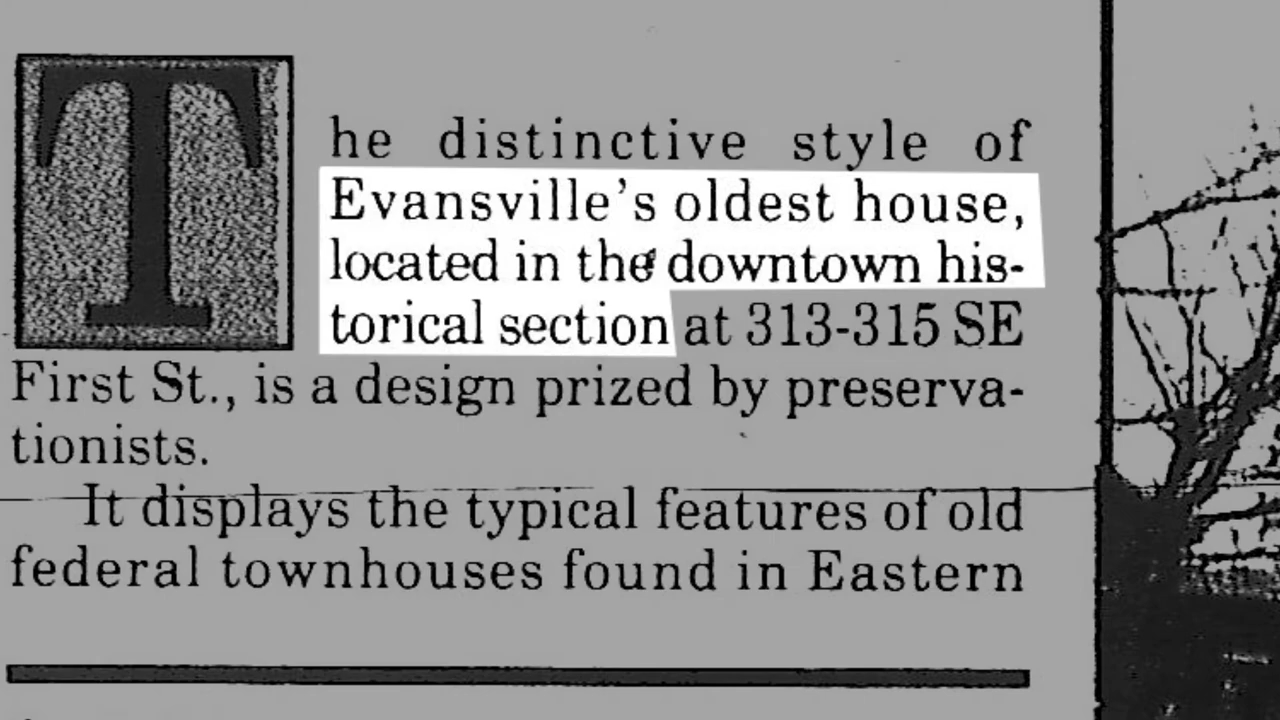 The distinctive style of
Evansville's oldest house,
located in the downtown his-
torical section at 313-315 SE
First St., is a design prized by preserva-
tionists.
It displays the typical features of old
federal townhouses found in Eastern